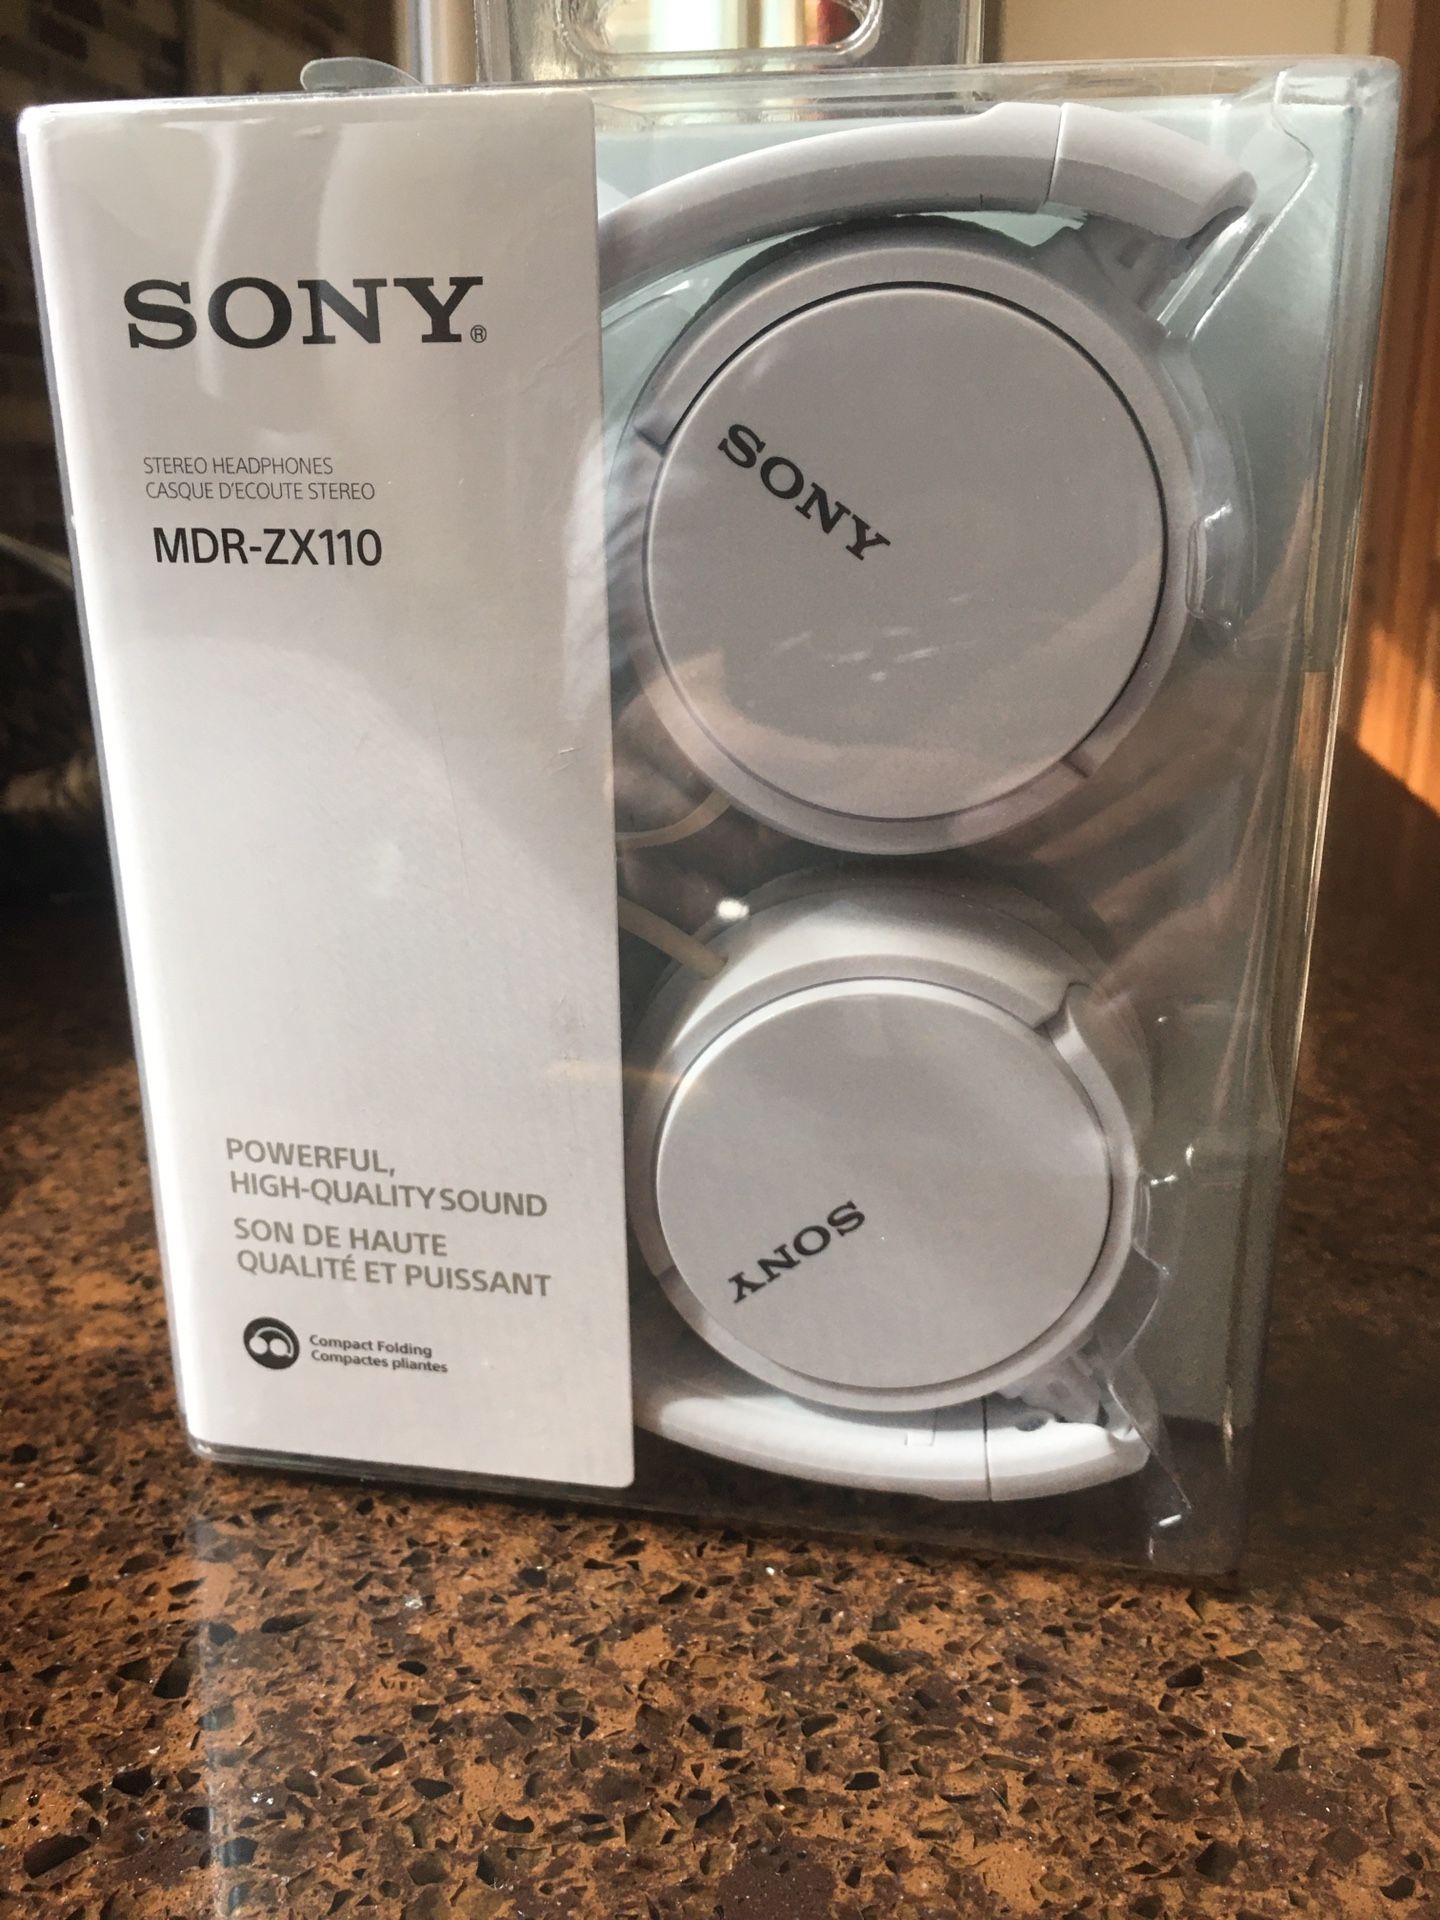 SONY®
STEREO HEADPHONES
CASQUE D'ECOUTE STEREO
MDR-ZX110
POWERFUL,
HIGH-QUALITY SOUND
SON DE HAUTE
QUALITÉ ET PUISSANT
Compact Folding
Compactes pliantes
SONY
SONY